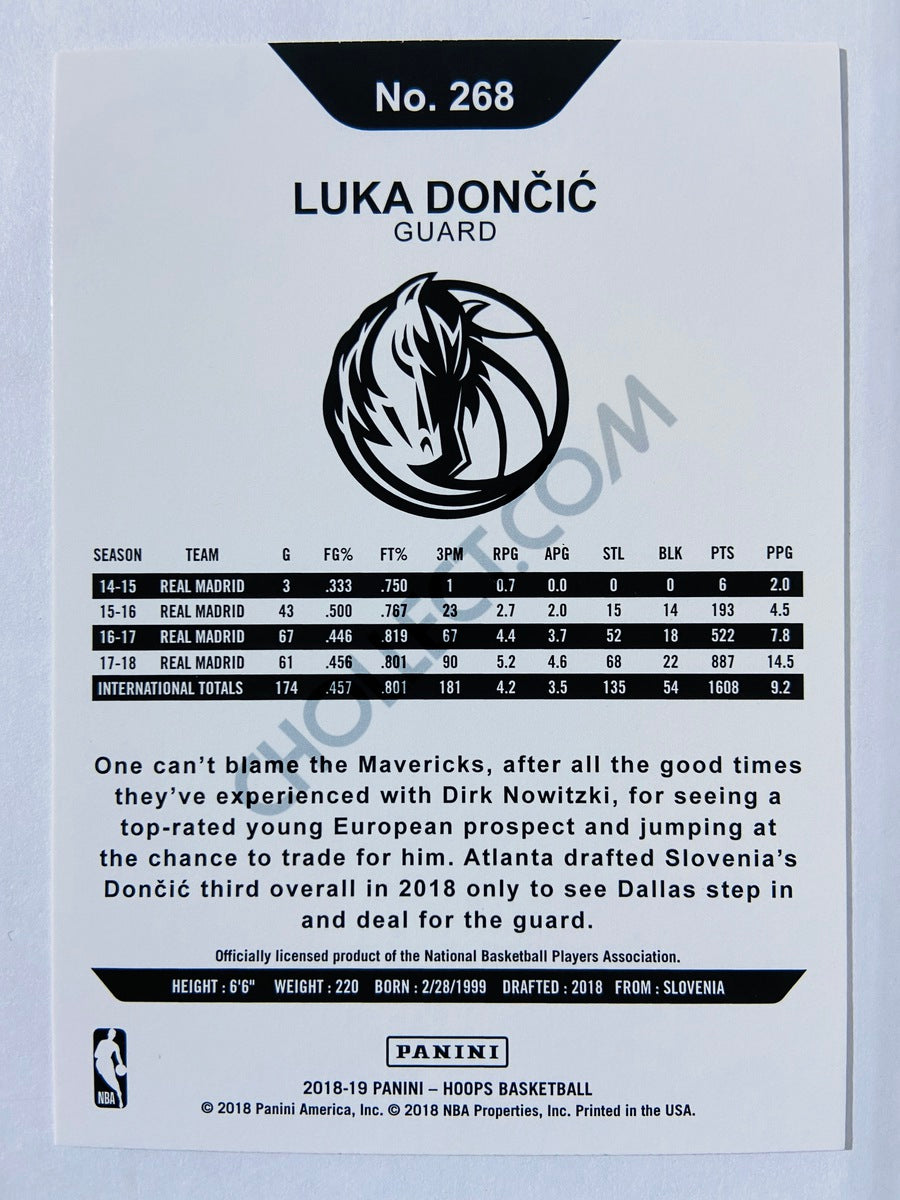 No. 268
LUKA DONČIĆ
GUARD
SEASON TEAM G FG% FT% 3PM RPG APG STL BLK PTS PPG
14-15 REAL MADRID 3 .333 .750 1 0.7 0.0 0 0 6 2.0
15-16 REAL MADRID 43 .500 .767 23 2.7 2.0 15 14 193 4.5
16-17 REAL MADRID 67 .446 .819 67 4.4 3.7 52 18 522 7.8
17-18 REAL MADRID 61 .456 .801 90 5.2 4.6 68 22 887 14.5
INTERNATIONAL TOTALS 174 .457 .801 181 4.2 3.5 135 54 1608 9.2
CHOLLECT.COM
One can't blame the Mavericks, after all the good times
they've experienced with Dirk Nowitzki, for seeing a
top-rated young European prospect and jumping at
the chance to trade for him. Atlanta drafted Slovenia's
Dončić third overall in 2018 only to see Dallas step in
and deal for the guard.
Officially licensed product of the National Basketball Players Association.
HEIGHT : 6'6" WEIGHT : 220 BORN : 2/28/1999 DRAFTED : 2018 FROM : SLOVENIA
NBA
PANINI
2018-19 PANINI – HOOPS BASKETBALL
© 2018 Panini America, Inc. © 2018 NBA Properties, Inc. Printed in the USA.